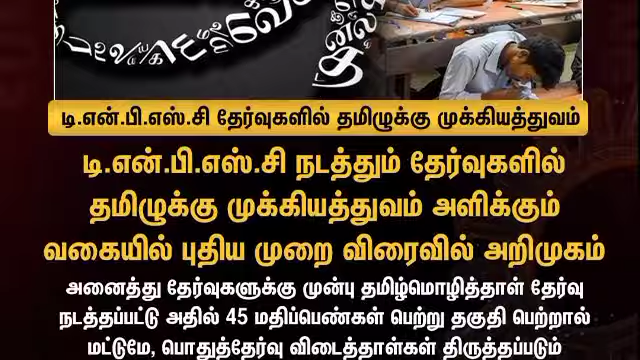 டி.என்.பி.எஸ்.சி தேர்வுகளில் தமிழுக்கு முக்கியத்துவம்
டி.என்.பி.எஸ்.சி நடத்தும் தேர்வுகளில்
தமிழுக்கு முக்கியத்துவம் அளிக்கும்
வகையில் புதிய முறை விரைவில் அறிமுகம்
அனைத்து தேர்வுகளுக்கு முன்பு தமிழ்மொழித்தாள் தேர்வு
நடத்தப்பட்டு அதில் 45 மதிப்பெண்கள் பெற்று தகுதி பெற்றால்
மட்டுமே, பொதுத்தேர்வு விடைத்தாள்கள் திருத்தப்படும்